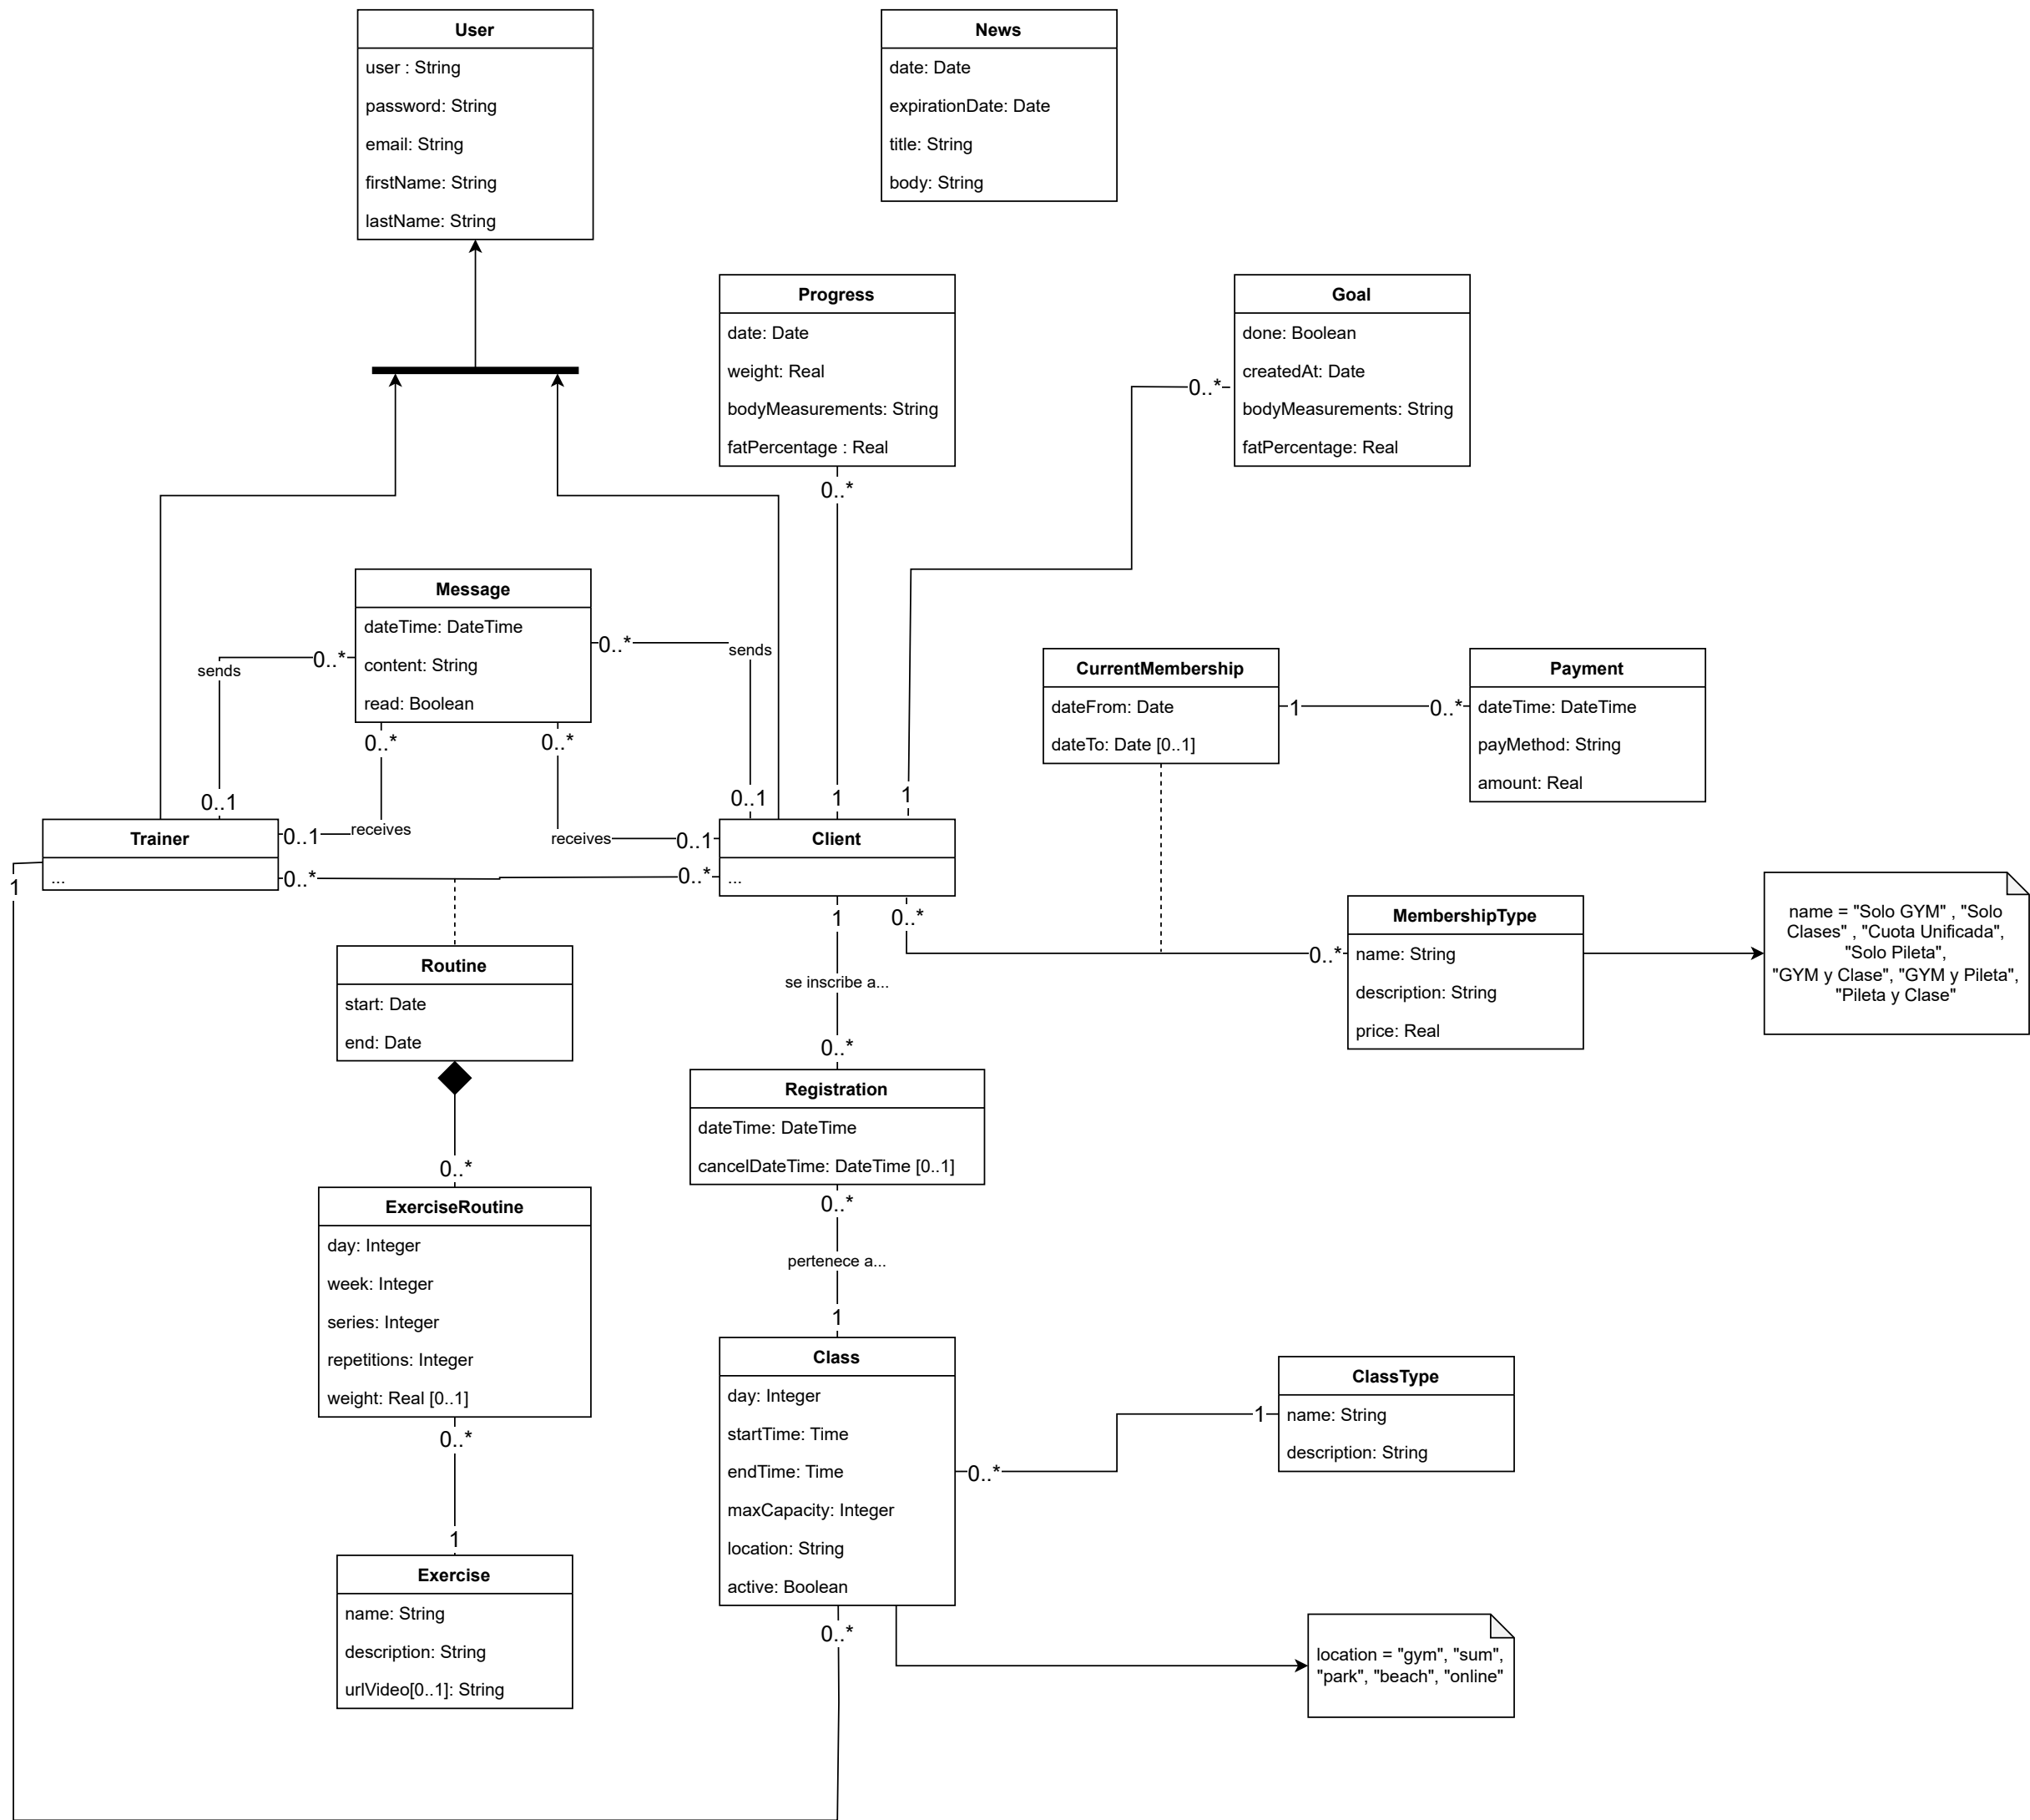 User
user : String
password: String
email: String
firstName: String
lastName: String
News
date: Date
expirationDate: Date
title: String
body: String
Progress
date: Date
weight: Real
bodyMeasurements: String
fatPercentage : Real
0..*
Goal
done: Boolean
createdAt: Date
bodyMeasurements: String
fatPercentage: Real
0..*
Message
dateTime: DateTime
content: String
read: Boolean
0..*
sends
0..1
0..*
sends
0..1
0..*
receives
0..1
0..*
receives
0..1
1
1
CurrentMembership
dateFrom: Date
dateTo: Date [0..1]
1
0..*
Payment
dateTime: DateTime
payMethod: String
amount: Real
Trainer
...
1
0..*
0..*
Client
...
1
0..*
0..*
MembershipType
name: String
description: String
price: Real
name = "Solo GYM" , "Solo
Clases" , "Cuota Unificada",
"Solo Pileta",
"GYM y Clase", "GYM y Pileta",
"Pileta y Clase"
Routine
start: Date
end: Date
0..*
se inscribe a...
0..*
Registration
dateTime: DateTime
cancelDateTime: DateTime [0..1]
0..*
pertenece a...
1
ExerciseRoutine
day: Integer
week: Integer
series: Integer
repetitions: Integer
weight: Real [0..1]
0..*
1
Exercise
name: String
description: String
urlVideo[0..1]: String
Class
day: Integer
startTime: Time
endTime: Time
maxCapacity: Integer
location: String
active: Boolean
0..*
0..*
1
ClassType
name: String
description: String
location = "gym", "sum",
"park", "beach", "online"